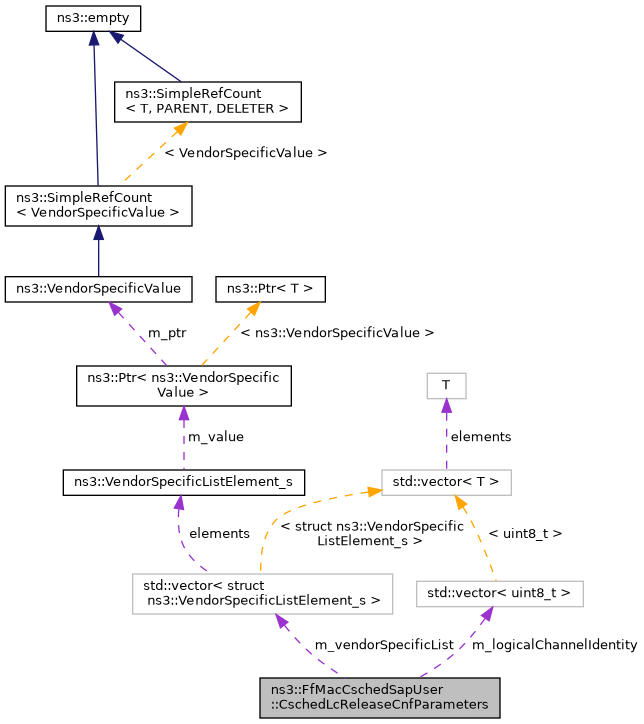 ns3::empty
ns3::SimpleRefCount
< T, PARENT, DELETER >
< VendorSpecificValue >
ns3::SimpleRefCount
< VendorSpecificValue >
ns3::VendorSpecificValue
ns3::Ptr< T >
m_ptr
< ns3::VendorSpecificValue >
ns3::Ptr< ns3::VendorSpecific
Value >
T
m_value
elements
ns3::VendorSpecificListElement_s
std::vector< T >
elements
< struct ns3::VendorSpecific
ListElement_s >
< uint8_t >
std::vector< struct
ns3::VendorSpecificListElement_s >
std::vector< uint8_t >
m_vendorSpecificList
m_logicalChannelIdentity
ns3::FfMacCschedSapUser
::CschedLcReleaseCnfParameters